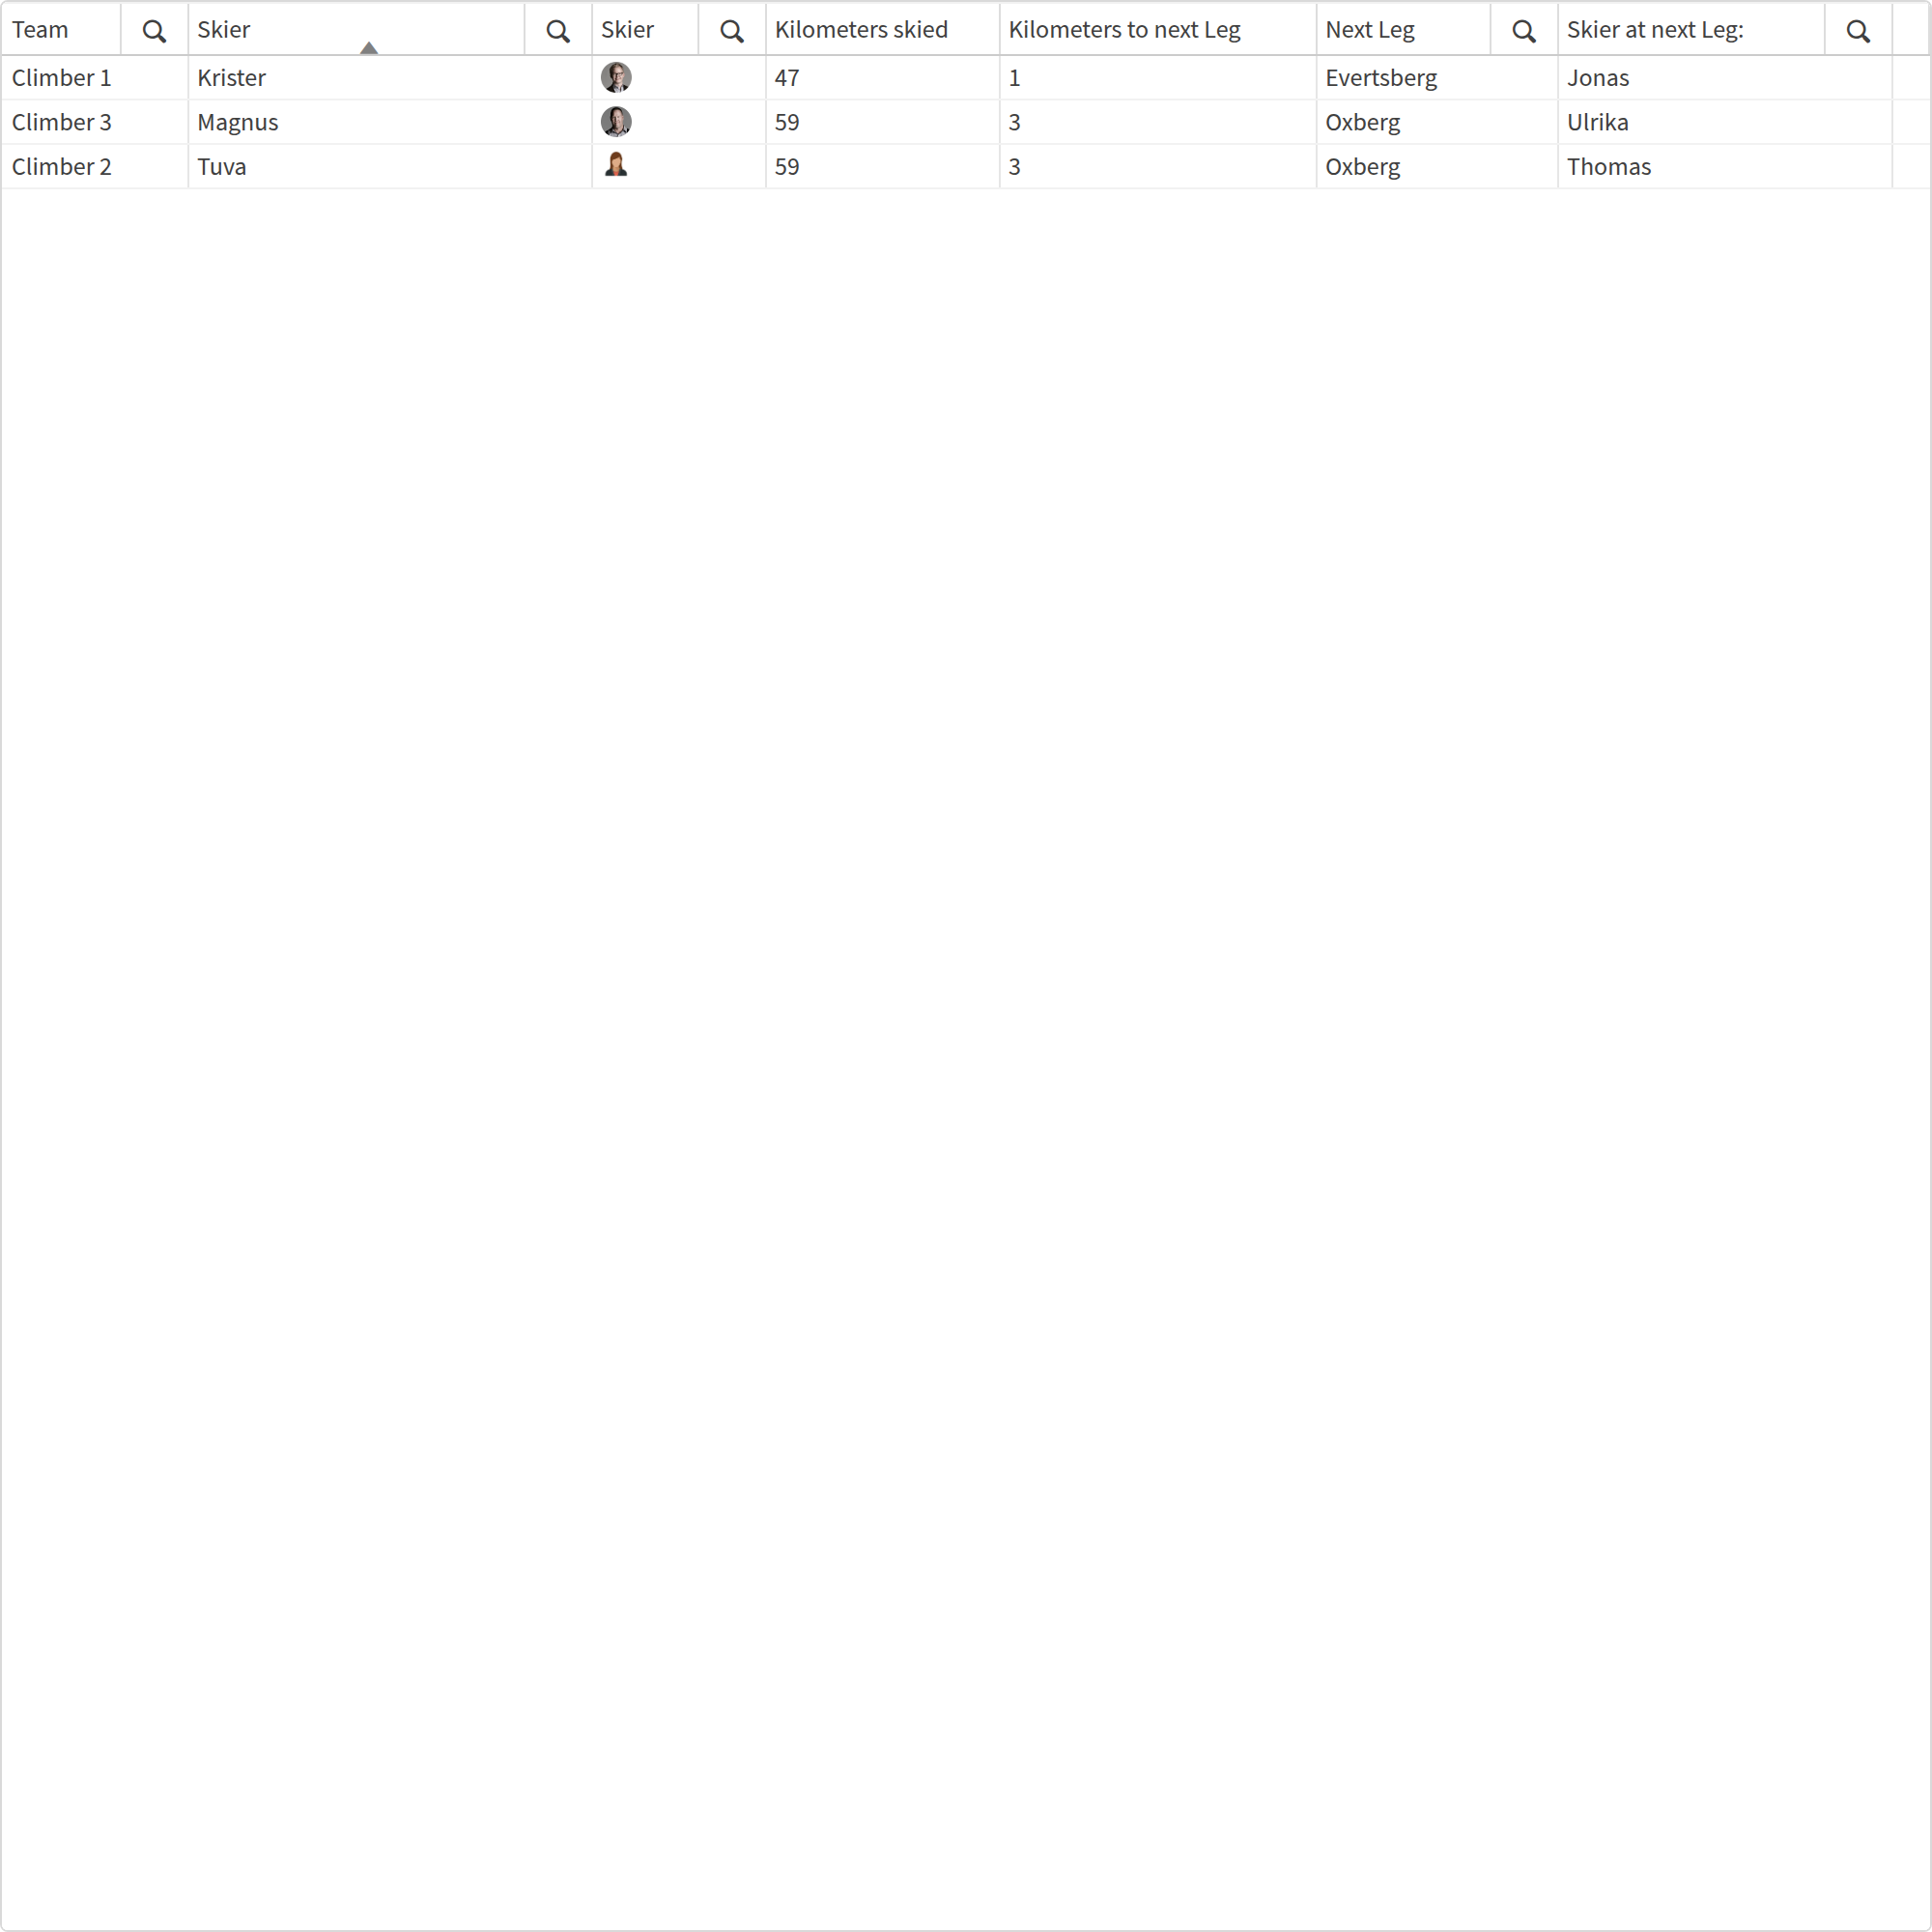 Team Skier Skier Kilometers skied Kilometers to next Leg Next Leg Skier at next Leg:
Climber 1 Krister 47 1 Evertsberg Jonas
Climber 3 Magnus 59 3 Oxberg Ulrika
Climber 2 Tuva 59 3 Oxberg Thomas